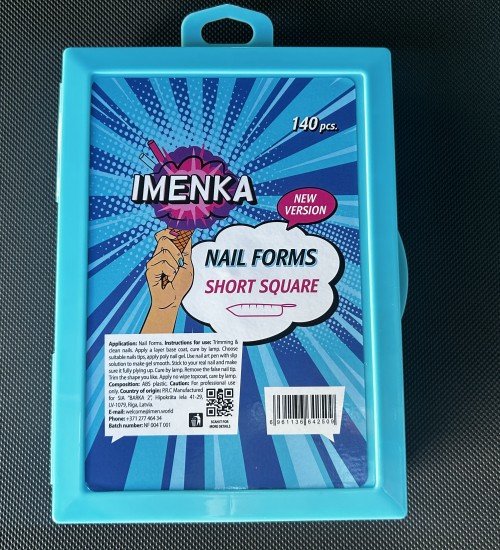 140 pcs.
IMENKA
NEW
VERSION
NAIL FORMS
SHORT SQUARE
Application: Nail Forms. Instructions for use: Trimming &
clean nails. Apply a layer base coat, cure by lamp. Choose
suitable nails tips, apply poly nail gel. Use nail art pen with slip
solution to make gel smooth. Stick to your real nail and make
sure it fully plying up. Cure by lamp. Remove the false nail tip.
Trim the shape you like. Apply no wipe topcoat, cure by lamp.
Composition: ABS plastic. Caution: For professional use
only. Country of origin: P.R.C Manufactured
for SIA "BARKA 2", Hipokrāta iela 41-29,
LV-1079, Riga, Latvia.
E-mail: welcome@imen.world
Phone: +371 277 464 34
Batch number: NF 004 T 001
SCAN IT FOR
MORE DETAILS
6 961136 642509